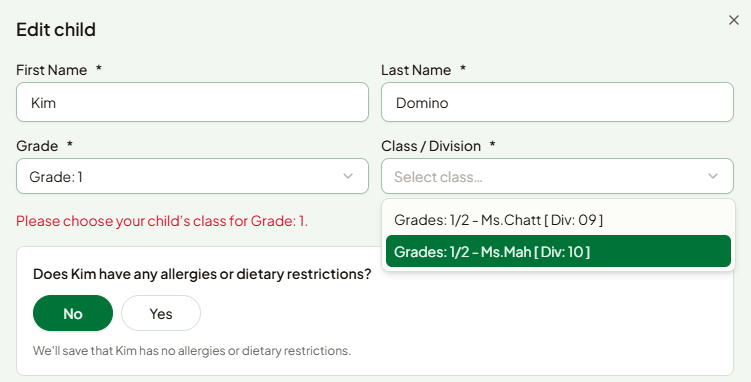 Edit child
First Name *
Last Name *
Kim
Domino
Grade *
Class / Division *
Grade: 1
Select class...
Please choose your child's class for Grade: 1.
Grades: 1/2 - Ms.Chatt [ Div: 09 ]
Grades: 1/2 - Ms.Mah [ Div: 10 ]
Does Kim have any allergies or dietary restrictions?
No
Yes
We'll save that Kim has no allergies or dietary restrictions.